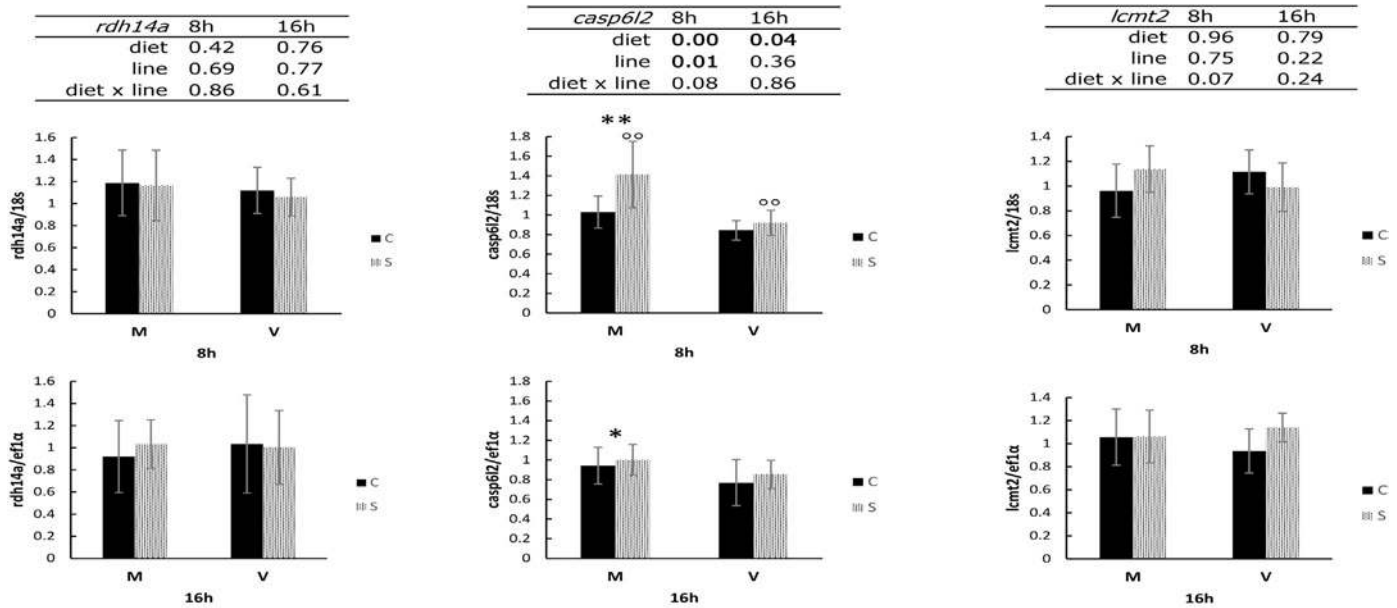 rdh14a 8h 16h
diet 0.42 0.76
line 0.69 0.77
diet x line 0.86 0.61
casp6l2 8h 16h
diet 0.00 0.04
line 0.01 0.36
diet x line 0.08 0.86
lcmt2 8h 16h
diet 0.96 0.79
line 0.75 0.22
diet x line 0.07 0.24
rdh14a/18s
1.6
1.4
1.2
1
0.8
0.6
0.4
0.2
0
M V
8h
C
S
casp6l2/18s
1.8
1.6
1.4
1.2
1
0.8
0.6
0.4
0.2
0
**
°°
°°
M V
8h
C
S
lcmt2/18s
1.4
1.2
1
0.8
0.6
0.4
0.2
0
M V
8h
C
S
rdh14a/ef1α
1.6
1.4
1.2
1
0.8
0.6
0.4
0.2
0
M V
16h
C
S
casp6l2/ef1α
1.8
1.6
1.4
1.2
1
0.8
0.6
0.4
0.2
0
*
M V
16h
C
S
lcmt2/ef1α
1.4
1.2
1
0.8
0.6
0.4
0.2
0
M V
16h
C
S